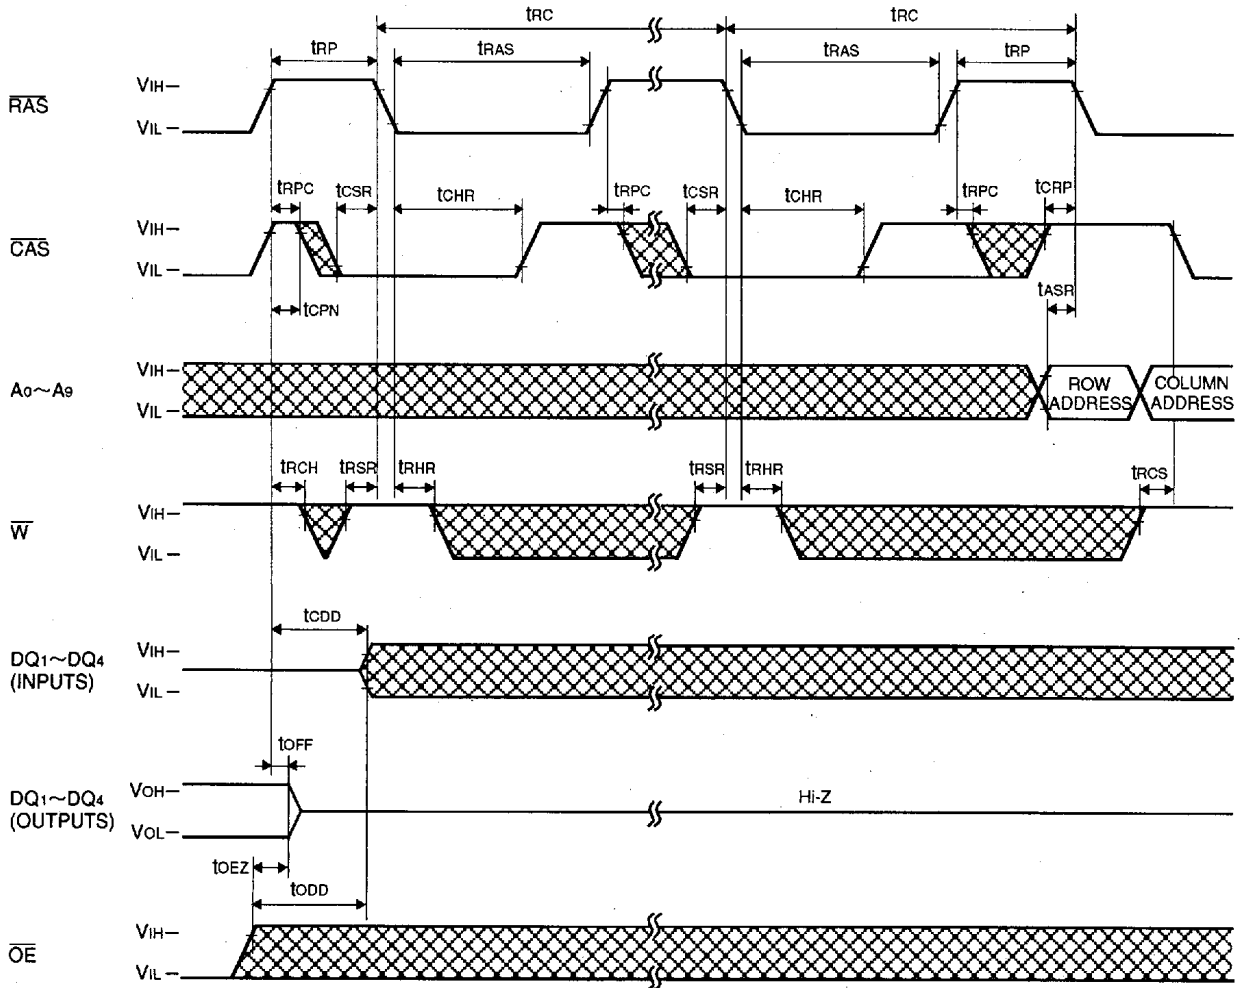 tRC tRC
tRP tRAS tRAS tRP
VIH
RAS
VIL
tRPC tCSR tCHR tRPC tCSR tCHR tRPC tCRP
VIH
CAS
VIL
tCPN tASR
VIH
A0~A9
VIL
ROW ADDRESS
COLUMN ADDRESS
tRCH tRSR tRHR tRSR tRHR tRCS
VIH
W
VIL
tCDD
VIH
DQ1~DQ4
(INPUTS)
VIL
tOFF
VOH
DQ1~DQ4
(OUTPUTS)
VOL
Hi-Z
tOEZ
tODD
VIH
OE
VIL